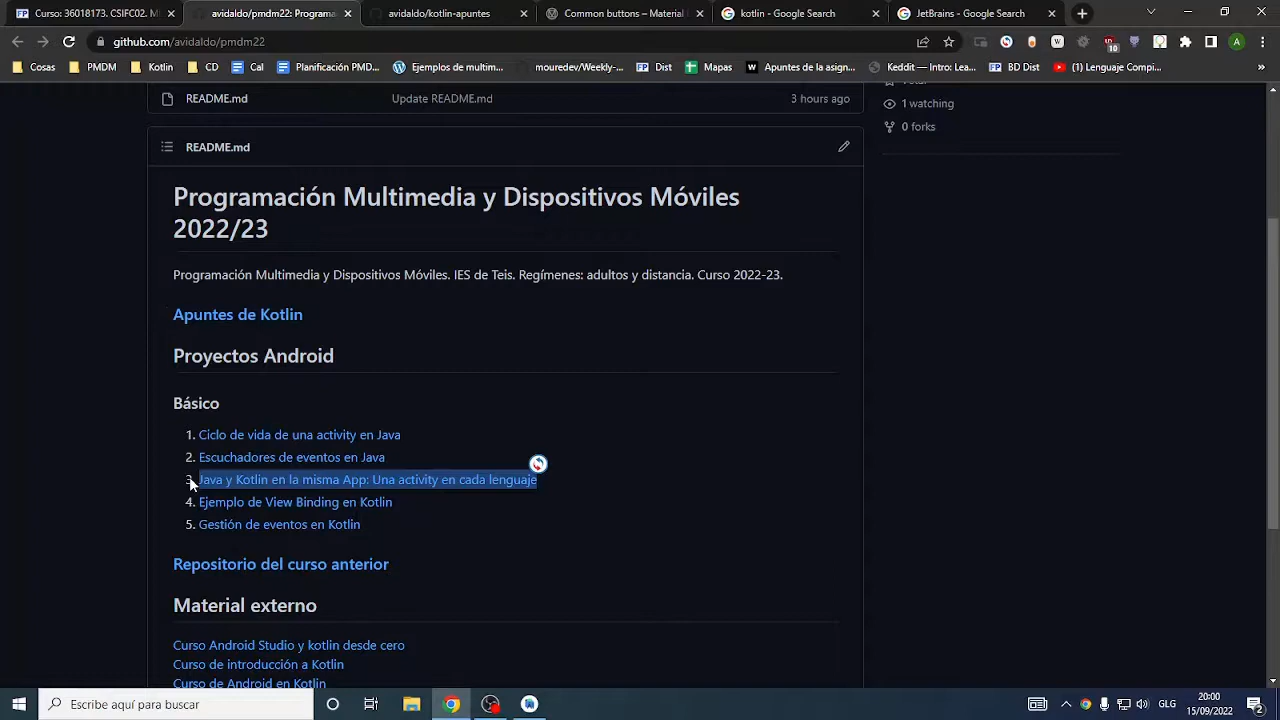 Curso: 36018173. CSIFC02. M
avidaldo/pmdm22: Programa
avidaldo/kotlin-apuntes
Common buttons – Material
kotlin - Google Search
JetBrains - Google Search
github.com/avidaldo/pmdm22
10
A
Cosas
PMDM
Kotlin
CD
Cal
Planificación PMD...
Ejemplos de multim...
mouredev/Weekly-...
Dist
Mapas
Apuntes de la asign...
Keddit — Intro: Lea...
BD Dist
(1) Lenguaje Compi...
»
README.md
Update README.md
3 hours ago
1 watching
0 forks
README.md
Programación Multimedia y Dispositivos Móviles
2022/23
Programación Multimedia y Dispositivos Móviles. IES de Teis. Regímenes: adultos y distancia. Curso 2022-23.
Apuntes de Kotlin
Proyectos Android
Básico
1. Ciclo de vida de una activity en Java
2. Escuchadores de eventos en Java
3. Java y Kotlin en la misma App: Una activity en cada lenguaje
4. Ejemplo de View Binding en Kotlin
5. Gestión de eventos en Kotlin
Repositorio del curso anterior
Material externo
Curso Android Studio y kotlin desde cero
Curso de introducción a Kotlin
Curso de Android en Kotlin
Escribe aquí para buscar
GLG
20:00
15/09/2022
2